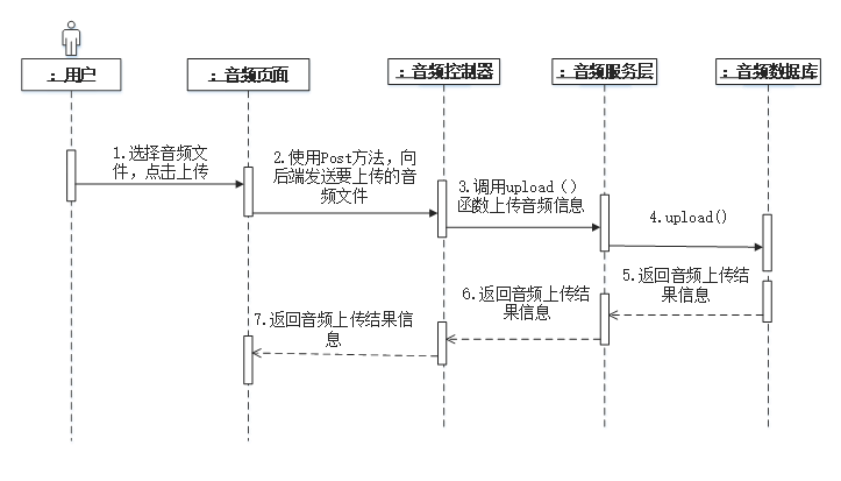 ：用户
：音频页面
：音频控制器
：音频服务层
：音频数据库
1.选择音频文
件，点击上传
2.使用Post方法，向
后端发送要上传的音
频文件
3.调用upload（）
函数上传音频信息
4.upload()
5.返回音频上传结
果信息
6.返回音频上传结
果信息
7.返回音频上传结果信
息